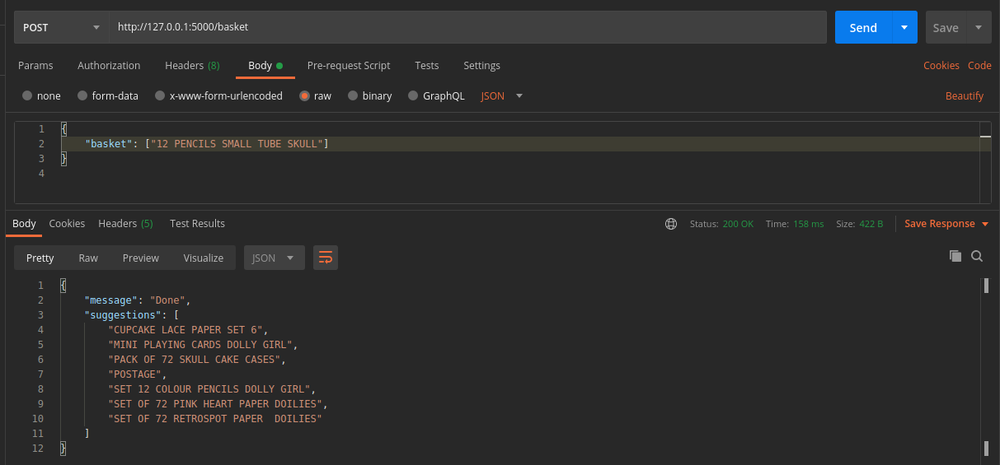 POST http://127.0.0.1:5000/basket Send Save
Params Authorization Headers (8) Body Pre-request Script Tests Settings Cookies Code
none form-data x-www-form-urlencoded raw binary GraphQL JSON Beautify
1 {
2 "basket": ["12 PENCILS SMALL TUBE SKULL"]
3 }
4
Body Cookies Headers (5) Test Results Status: 200 OK Time: 158 ms Size: 422 B Save Response
Pretty Raw Preview Visualize JSON
1 {
2 "message": "Done",
3 "suggestions": [
4 "CUPCAKE LACE PAPER SET 6",
5 "MINI PLAYING CARDS DOLLY GIRL",
6 "PACK OF 72 SKULL CAKE CASES",
7 "POSTAGE",
8 "SET 12 COLOUR PENCILS DOLLY GIRL",
9 "SET OF 72 PINK HEART PAPER DOILIES",
10 "SET OF 72 RETROSPOT PAPER  DOILIES"
11 ]
12 }